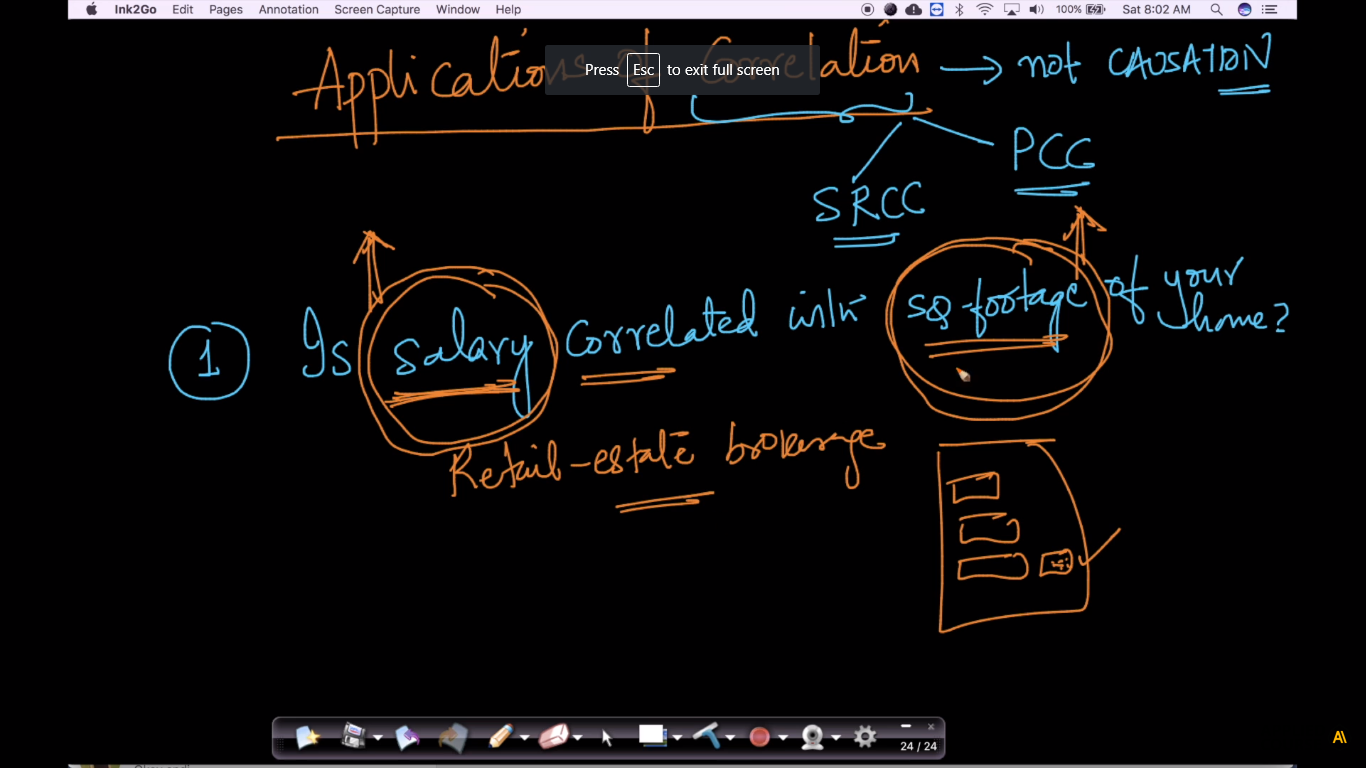 Ink2Go Edit Pages Annotation Screen Capture Window Help 100% Sat 8:02 AM
Applications of Correlation → not CAUSATION
Press Esc to exit full screen
PCC
SRCC
1 Is salary correlated with sq-footage of your home?
Retail-estate brokerage
24 / 24